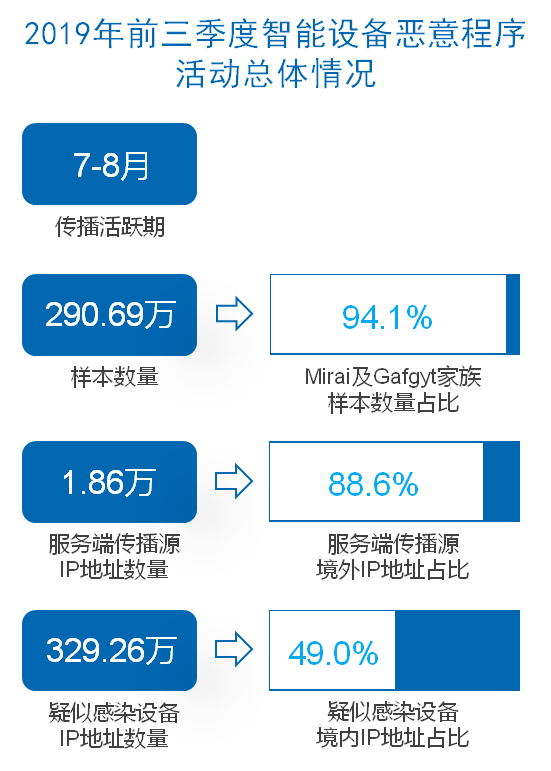 2019年前三季度智能设备恶意程序
活动总体情况
7-8月
传播活跃期
290.69万
94.1%
样本数量
Mirai及Gafgyt家族
样本数量占比
1.86万
88.6%
服务端传播源
IP地址数量
服务端传播源
境外IP地址占比
329.26万
49.0%
疑似感染设备
IP地址数量
疑似感染设备
境内IP地址占比